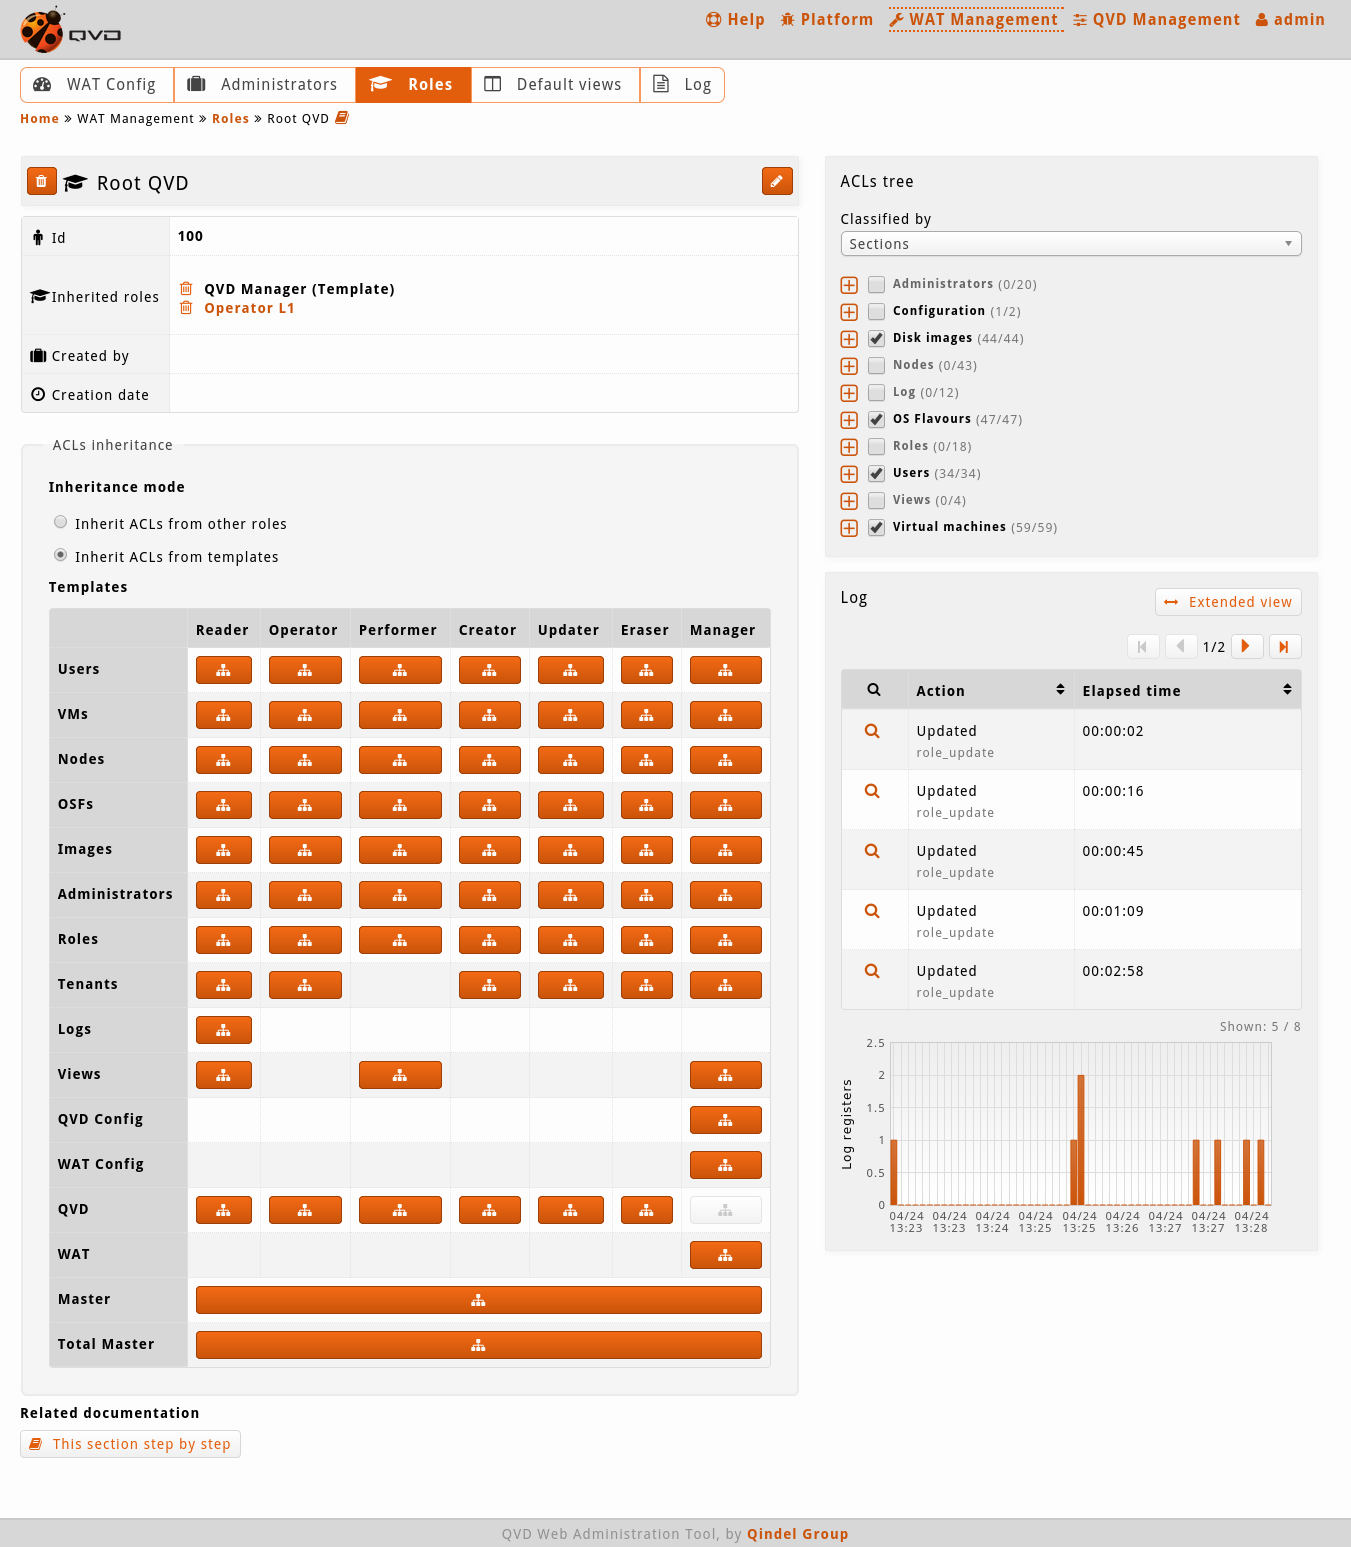 QVD
Help Platform WAT Management QVD Management admin
WAT Config Administrators Roles Default views Log
Home » WAT Management » Roles » Root QVD
Root QVD
Id 100
Inherited roles
QVD Manager (Template)
Operator L1
Created by
Creation date
ACLs inheritance
Inheritance mode
Inherit ACLs from other roles
Inherit ACLs from templates
Templates
Reader Operator Performer Creator Updater Eraser Manager
Users
VMs
Nodes
OSFs
Images
Administrators
Roles
Tenants
Logs
Views
QVD Config
WAT Config
QVD
WAT
Master
Total Master
Related documentation
This section step by step
ACLs tree
Classified by
Sections
Administrators (0/20)
Configuration (1/2)
Disk images (44/44)
Nodes (0/43)
Log (0/12)
OS Flavours (47/47)
Roles (0/18)
Users (34/34)
Views (0/4)
Virtual machines (59/59)
Log
Extended view
1/2
Action Elapsed time
Updated 00:00:02
role_update
Updated 00:00:16
role_update
Updated 00:00:45
role_update
Updated 00:01:09
role_update
Updated 00:02:58
role_update
Shown: 5 / 8
Log registers
2.5
2
1.5
1
0.5
0
04/24 04/24 04/24 04/24 04/24 04/24 04/24 04/24 04/24
13:23 13:23 13:24 13:25 13:25 13:26 13:27 13:27 13:28
QVD Web Administration Tool, by Qindel Group